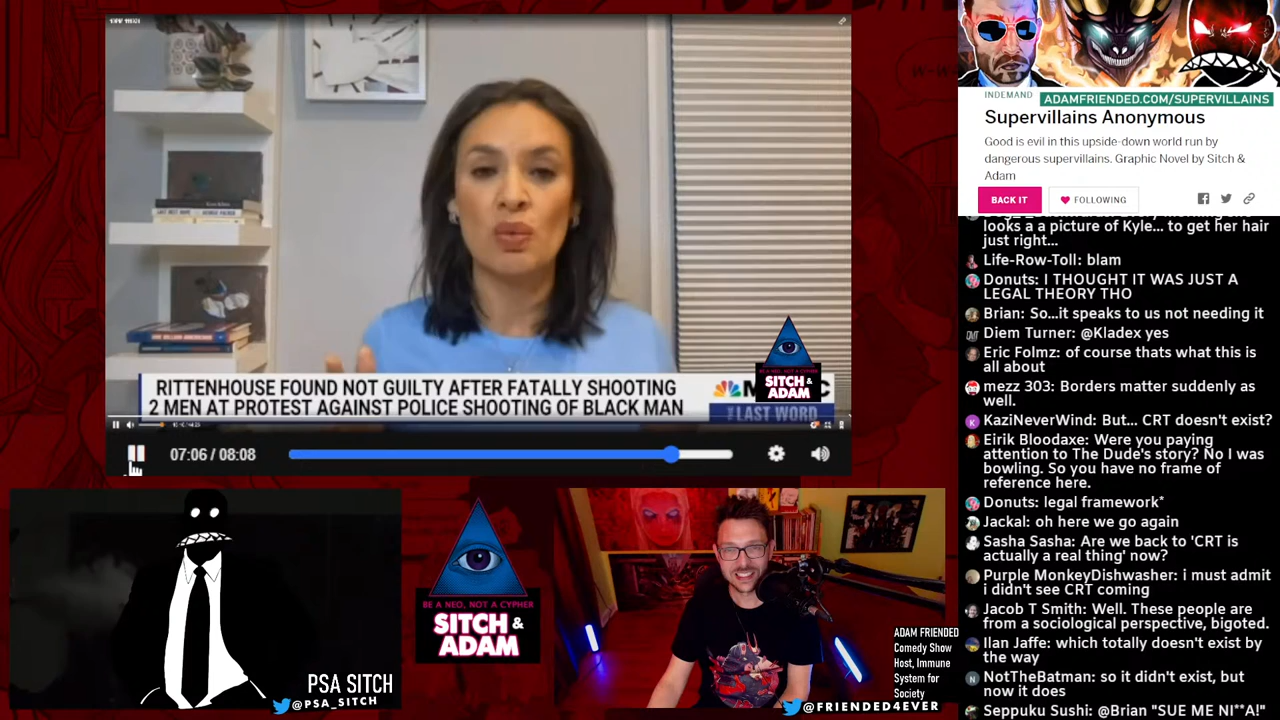 RITTENHOUSE FOUND NOT GUILTY AFTER FATALLY SHOOTING
2 MEN AT PROTEST AGAINST POLICE SHOOTING OF BLACK MAN
THE LAST WORD
SITCH &
ADAM
07:06 / 08:08
BE A NEO, NOT A CYPHER
SITCH &
ADAM
PSA SITCH
@PSA_SITCH
ADAM FRIENDED
Comedy Show
Host, Immune
System for
Society
@FRIENDED4EVER
INDEMAND
ADAMFRIENDED.COM/SUPERVILLAINS
Supervillains Anonymous
Good is evil in this upside-down world run by
dangerous supervillains. Graphic Novel by Sitch &
Adam
BACK IT
FOLLOWING
looks a a picture of Kyle... to get her hair
just right...
Life-Row-Toll: blam
Donuts: I THOUGHT IT WAS JUST A
LEGAL THEORY THO
Brian: So...it speaks to us not needing it
Diem Turner: @Kladex yes
Eric Folmz: of course thats what this is
all about
mezz 303: Borders matter suddenly as
well.
KaziNeverWind: But... CRT doesn't exist?
Eirik Bloodaxe: Were you paying
attention to The Dude's story? No I was
bowling. So you have no frame of
reference here.
Donuts: legal framework*
Jackal: oh here we go again
Sasha Sasha: Are we back to 'CRT is
actually a real thing' now?
Purple MonkeyDishwasher: i must admit
i didn't see CRT coming
Jacob T Smith: Well. These people are
from a sociological perspective, bigoted.
Ilan Jaffe: which totally doesn't exist by
the way
NotTheBatman: so it didn't exist, but
now it does
Seppuku Sushi: @Brian "SUE ME NI**A!"